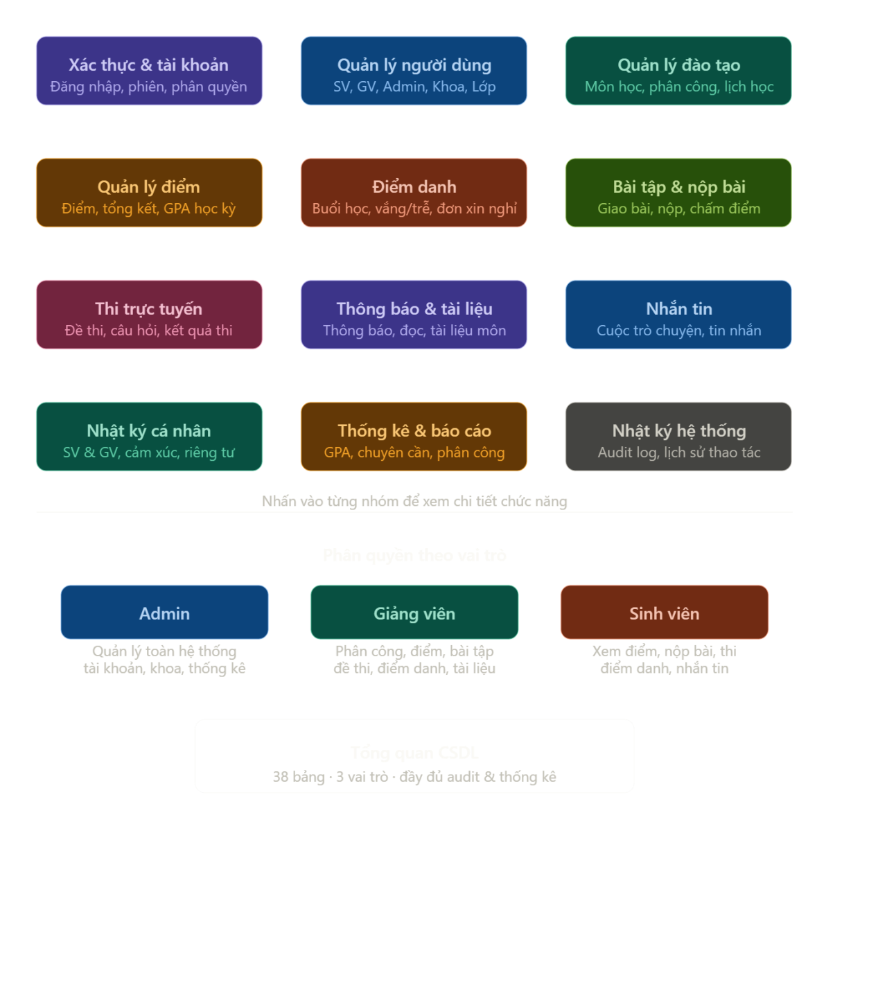 Xác thực & tài khoản
Đăng nhập, phiên, phân quyền
Quản lý người dùng
SV, GV, Admin, Khoa, Lớp
Quản lý đào tạo
Môn học, phân công, lịch học
Quản lý điểm
Điểm, tổng kết, GPA học kỳ
Điểm danh
Buổi học, vắng/trễ, đơn xin nghỉ
Bài tập & nộp bài
Giao bài, nộp, chấm điểm
Thi trực tuyến
Đề thi, câu hỏi, kết quả thi
Thông báo & tài liệu
Thông báo, đọc, tài liệu môn
Nhắn tin
Cuộc trò chuyện, tin nhắn
Nhật ký cá nhân
SV & GV, cảm xúc, riêng tư
Thống kê & báo cáo
GPA, chuyên cần, phân công
Nhật ký hệ thống
Audit log, lịch sử thao tác
Nhấn vào từng nhóm để xem chi tiết chức năng
Phân quyền theo vai trò
Admin
Quản lý toàn hệ thống
tài khoản, khoa, thống kê
Giảng viên
Phân công, điểm, bài tập
đề thi, điểm danh, tài liệu
Sinh viên
Xem điểm, nộp bài, thi
điểm danh, nhắn tin
Tổng quan CSDL
38 bảng · 3 vai trò · đầy đủ audit & thống kê